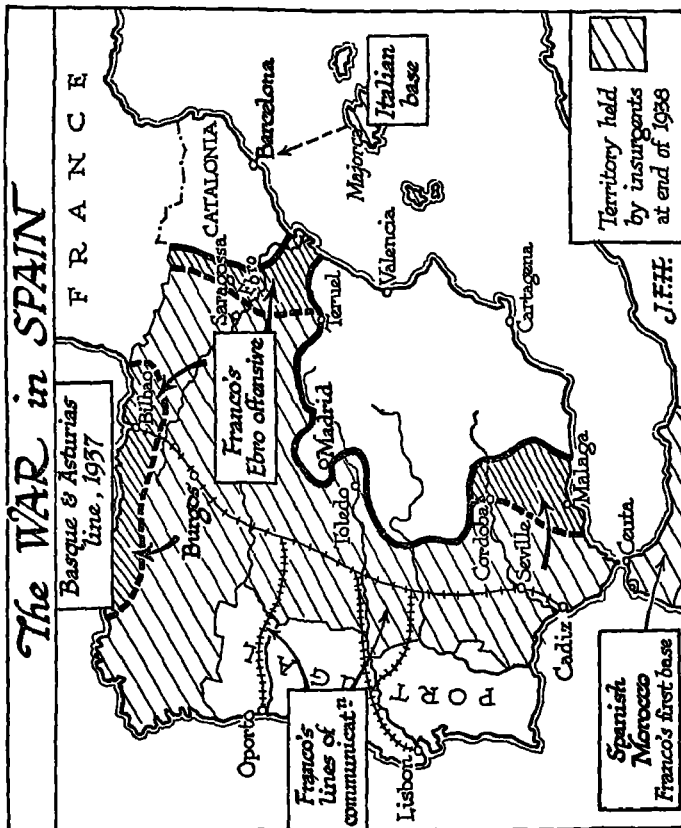 The WAR in SPAIN
FRANCE
Basque & Asturias
line, 1937
Bilbao
Burgos
CATALONIA
Saragossa
Ebro
Barcelona
Franco's
Ebro offensive
Majorca
Italian
base
Teruel
Madrid
Toledo
Valencia
Oporto
PORTUGAL
Franco's
lines of
communicatn
Lisbon
Cordoba
Seville
Cadiz
Malaga
Cartagena
Ceuta
Spanish
Morocco
Franco's first base
J.F.H.
Territory held
by insurgents
at end of 1938